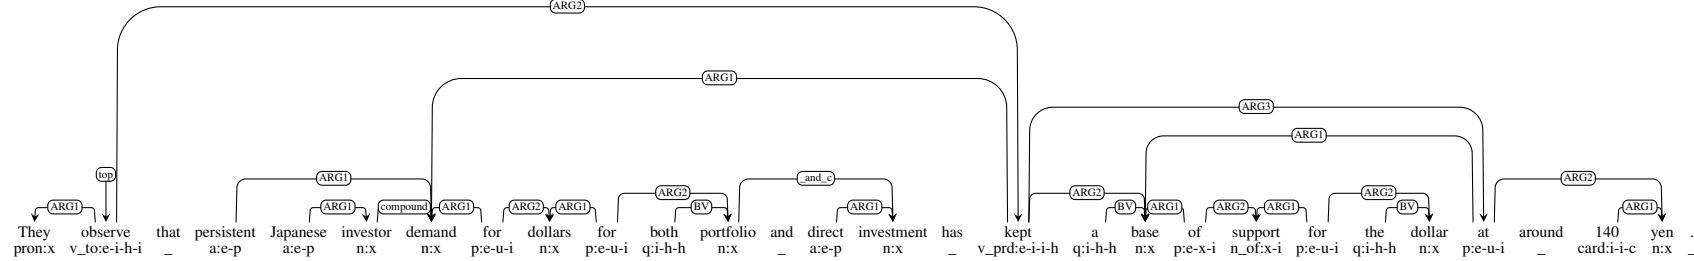 ARG2
ARG1
ARG3
ARG1
top ARG1 ARG2 _and_c ARG2 ARG2
ARG1 ARG1 compound ARG1 ARG2 ARG1 BV ARG1 BV ARG1 ARG2 ARG1 BV ARG1
They observe that persistent Japanese investor demand for dollars for both portfolio and direct investment has kept a base of support for the dollar at around 140 yen .
pron:x v_to:e-i-h-i _ a:e-p a:e-p n:x n:x p:e-u-i n:x p:e-u-i q:i-h-h n:x _ a:e-p n:x _ v_prd:e-i-i-h q:i-h-h n:x p:e-x-i n_of:x-i p:e-u-i q:i-h-h n:x p:e-u-i _ card:i-i-c n:x _